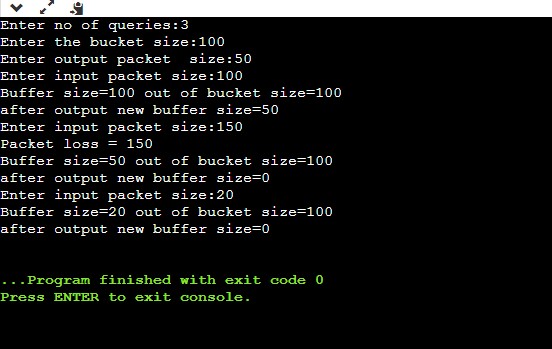 Enter no of queries:3
Enter the bucket size:100
Enter output packet  size:50
Enter input packet size:100
Buffer size=100 out of bucket size=100
after output new buffer size=50
Enter input packet size:150
Packet loss = 150
Buffer size=50 out of bucket size=100
after output new buffer size=0
Enter input packet size:20
Buffer size=20 out of bucket size=100
after output new buffer size=0
...Program finished with exit code 0
Press ENTER to exit console.